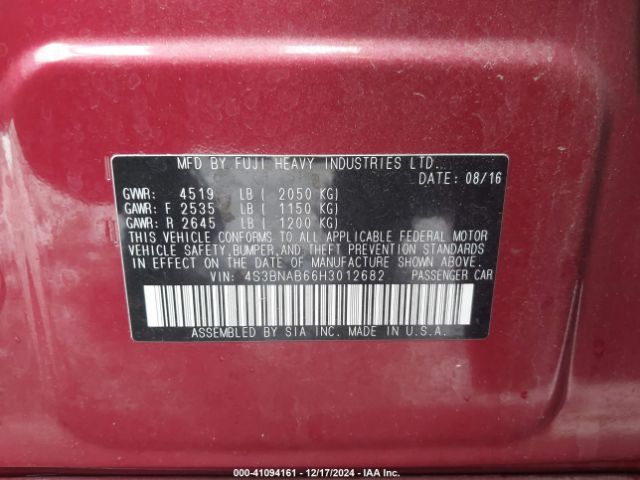 MFD BY FUJI HEAVY INDUSTRIES LTD.
DATE: 08/16
GVWR: 4519 LB ( 2050 KG)
GAWR: F 2535 LB ( 1150 KG)
GAWR: R 2645 LB ( 1200 KG)
THIS VEHICLE CONFORMS TO ALL APPLICABLE FEDERAL MOTOR
VEHICLE SAFETY,BUMPER,AND THEFT PREVENTION STANDARDS
IN EFFECT ON THE DATE OF MANUFACTURE SHOWN ABOVE.
VIN: 4S3BNAB66H3012682 PASSENGER CAR
ASSEMBLED BY SIA INC. MADE IN U.S.A.
000-41094161 - 12/17/2024 - IAA Inc.